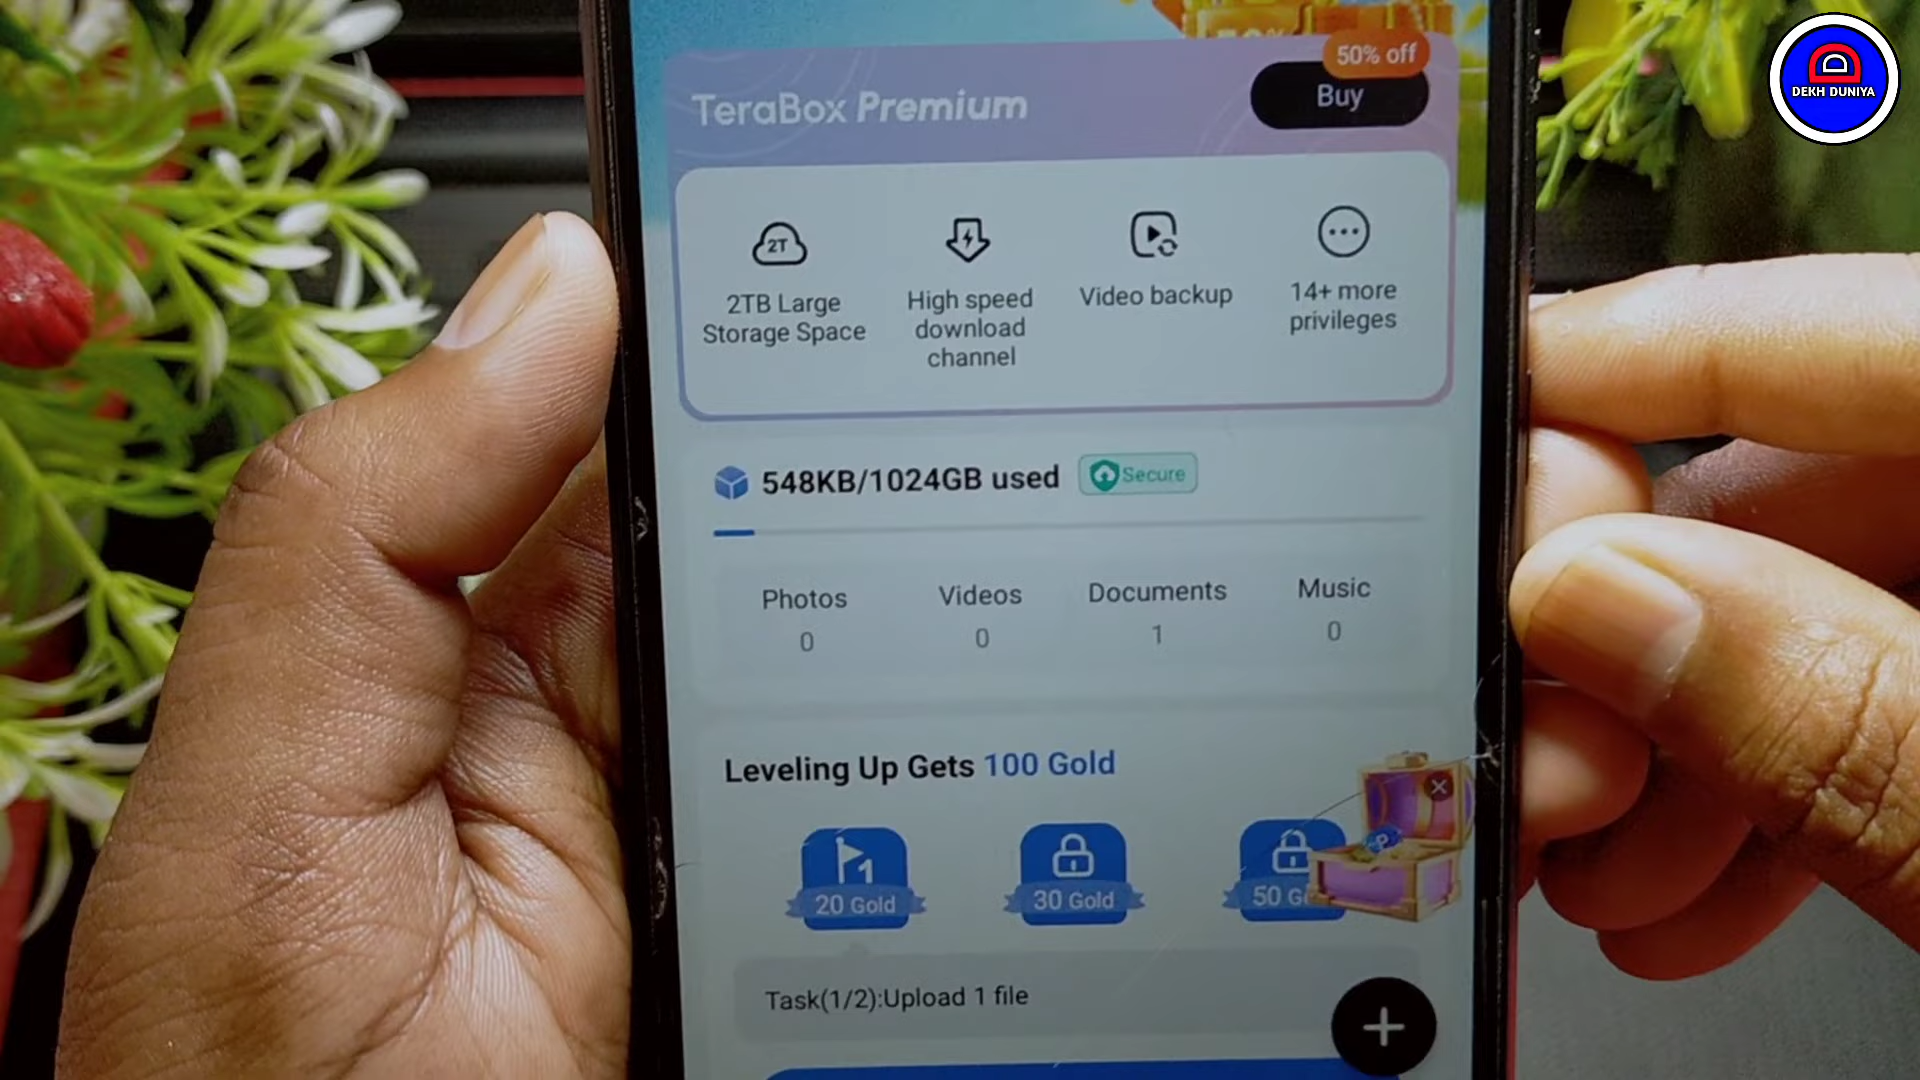 50% off
TeraBox Premium
Buy
DEKH DUNIYA
2T
2TB Large
Storage Space
High speed
download
channel
Video backup
14+ more
privileges
548KB/1024GB used
Secure
Photos
0
Videos
0
Documents
1
Music
0
Leveling Up Gets 100 Gold
1
20 Gold
30 Gold
50 G
Task(1/2):Upload 1 file